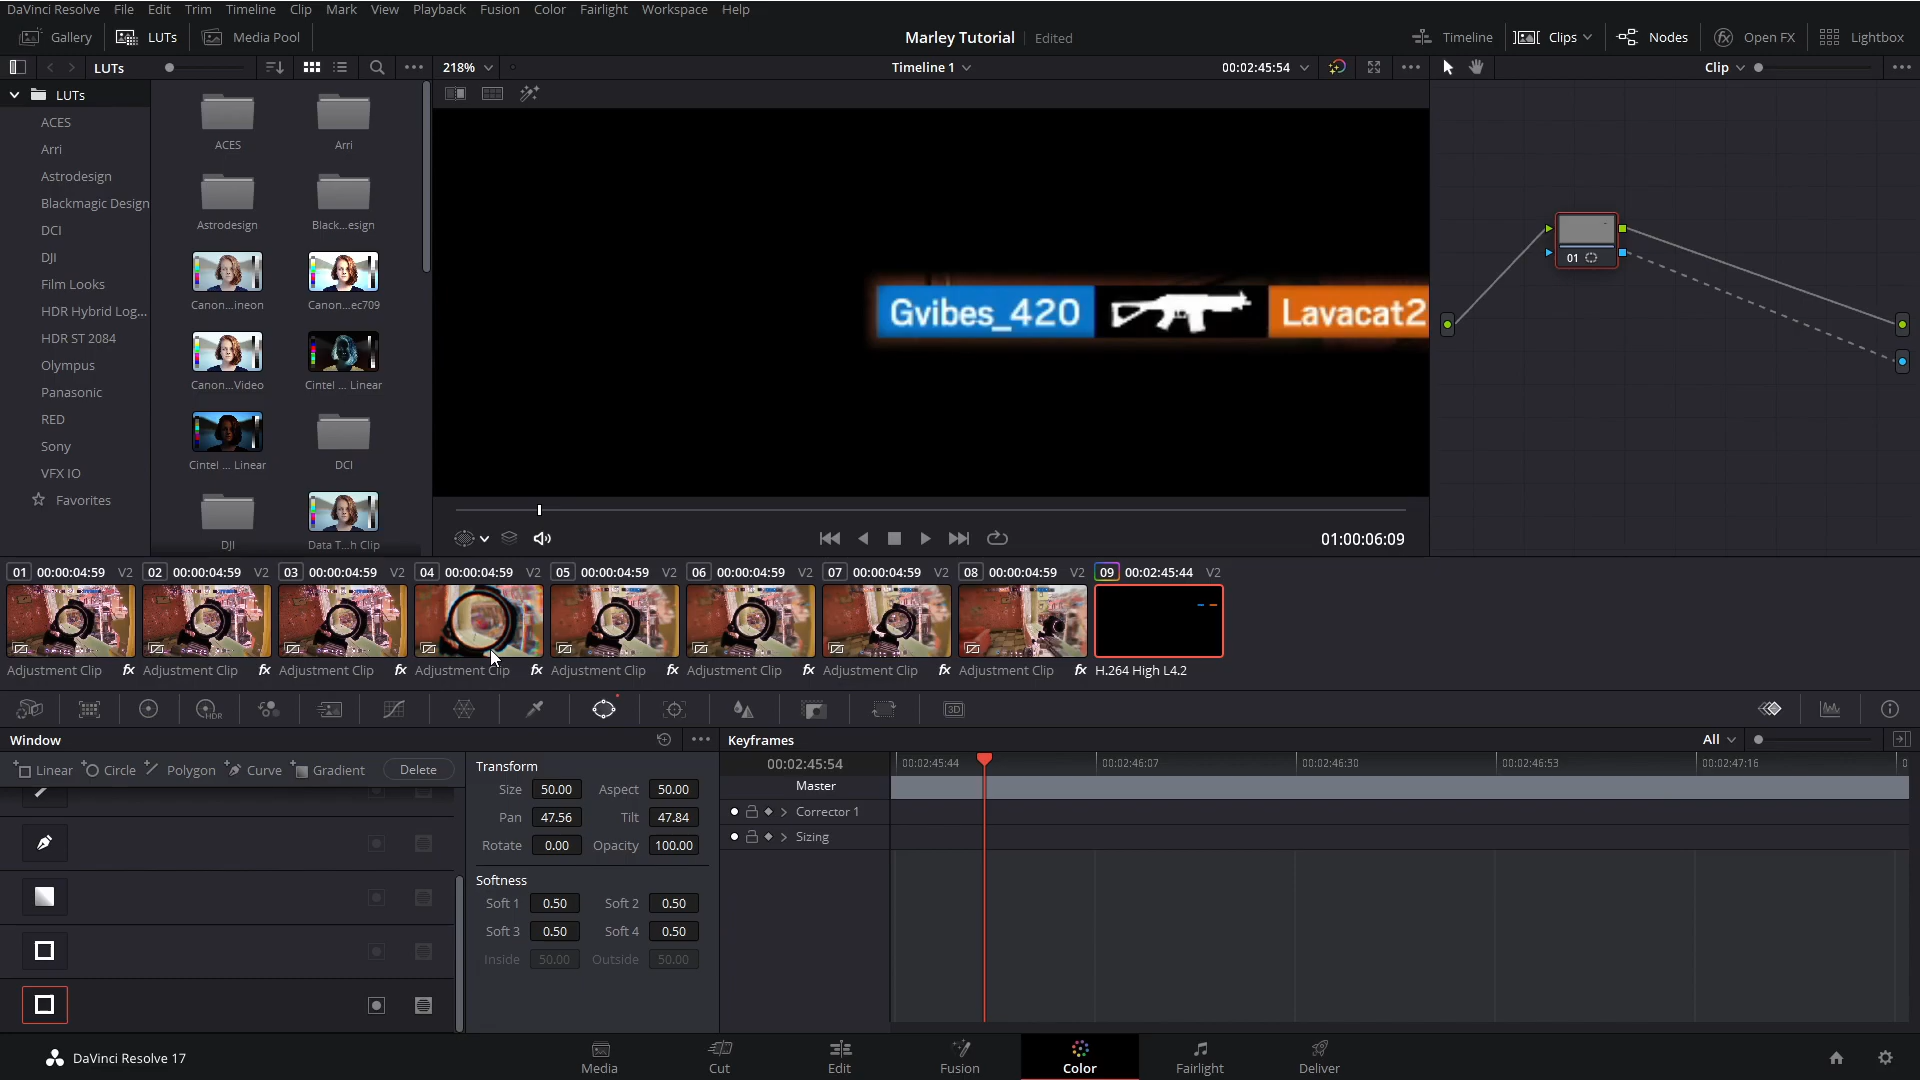 DaVinci Resolve File Edit Trim Timeline Clip Mark View Playback Fusion Color Fairlight Workspace Help
Gallery LUTs Media Pool Marley Tutorial Edited Timeline Clips Nodes Open FX Lightbox
LUTs 218% Timeline 1 00:02:45:54 Clip
LUTs
ACES
Arri
Astrodesign
Blackmagic Design
DCI
DJI
Film Looks
HDR Hybrid Log...
HDR ST 2084
Olympus
Panasonic
RED
Sony
VFX IO
Favorites
ACES Arri
Astrodesign Black...esign
Canon...ineon Canon...ec709
Canon...Video Cintel ... Linear
Cintel ... Linear DCI
DJI Data T...h Clip
Gvibes_420 Lavacat2
01
01:00:06:09
01 00:00:04:59 V2 02 00:00:04:59 V2 03 00:00:04:59 V2 04 00:00:04:59 V2 05 00:00:04:59 V2 06 00:00:04:59 V2 07 00:00:04:59 V2 08 00:00:04:59 V2 09 00:02:45:44 V2
Adjustment Clip fx Adjustment Clip fx Adjustment Clip fx Adjustment Clip fx Adjustment Clip fx Adjustment Clip fx Adjustment Clip fx Adjustment Clip fx H.264 High L4.2
HDR 3D
Window
Linear Circle Polygon Curve Gradient Delete
Transform
Size 50.00 Aspect 50.00
Pan 47.56 Tilt 47.84
Rotate 0.00 Opacity 100.00
Softness
Soft 1 0.50 Soft 2 0.50
Soft 3 0.50 Soft 4 0.50
Inside 50.00 Outside 50.00
Keyframes All
00:02:45:54 00:02:45:44 00:02:46:07 00:02:46:30 00:02:46:53 00:02:47:16 0
Master
Corrector 1
Sizing
DaVinci Resolve 17 Media Cut Edit Fusion Color Fairlight Deliver